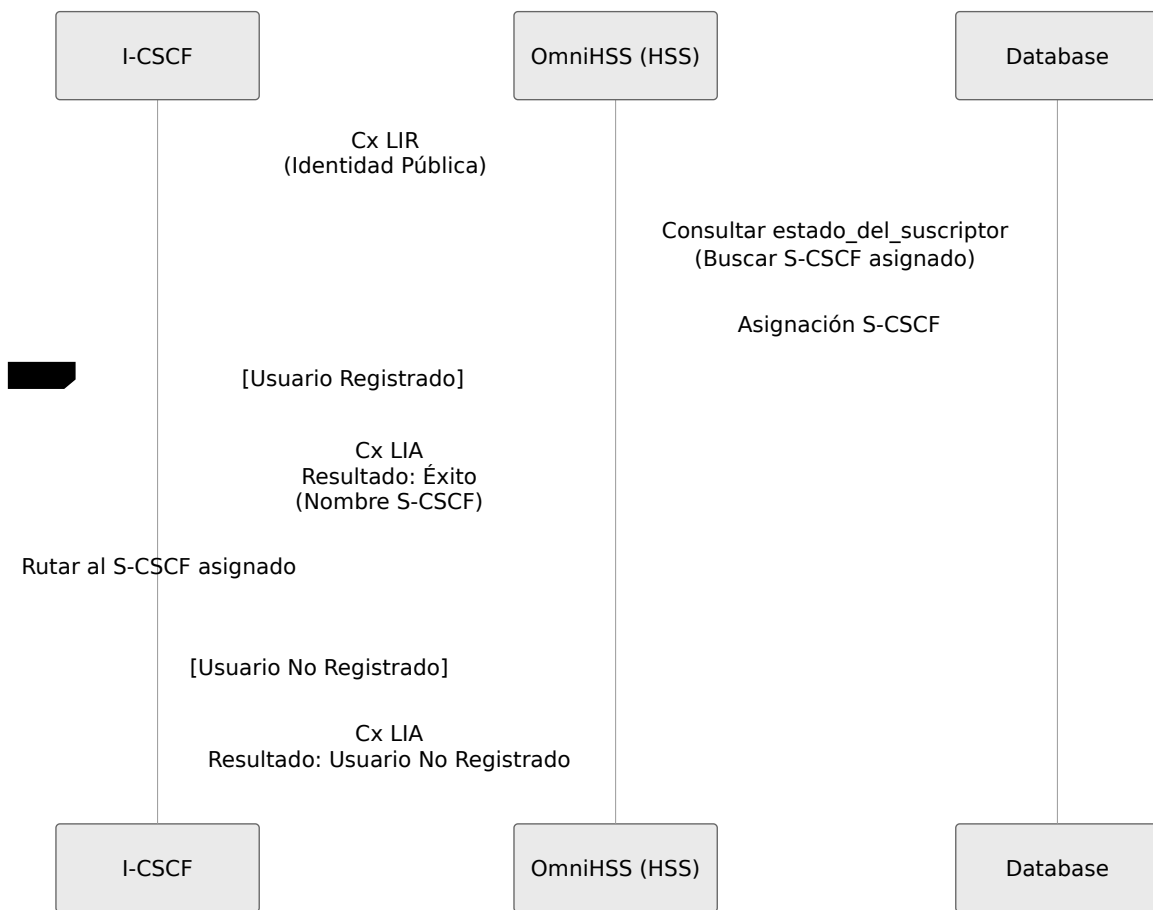 I-CSCF
OmniHSS (HSS)
Database
Cx LIR
(Identidad Pública)
Consultar estado_del_suscriptor
(Buscar S-CSCF asignado)
Asignación S-CSCF
[Usuario Registrado]
Cx LIA
Resultado: Éxito
(Nombre S-CSCF)
Rutar al S-CSCF asignado
[Usuario No Registrado]
Cx LIA
Resultado: Usuario No Registrado
I-CSCF
OmniHSS (HSS)
Database